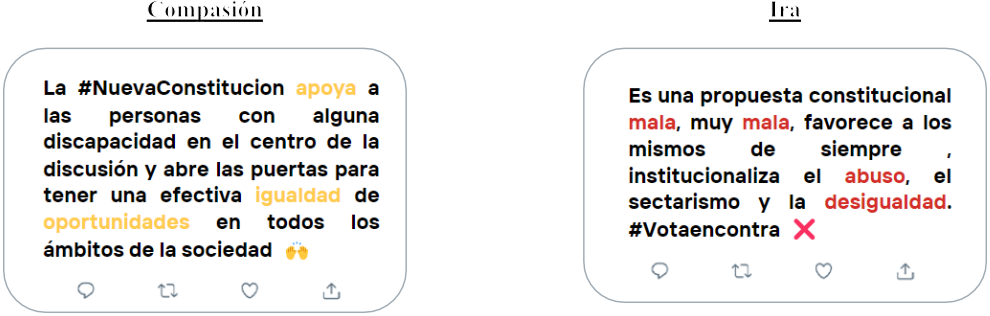 Compasión
La #NuevaConstitucion apoya a
las personas con alguna
discapacidad en el centro de la
discusión y abre las puertas para
tener una efectiva igualdad de
oportunidades en todos los
ámbitos de la sociedad 🙌
Ira
Es una propuesta constitucional
mala, muy mala, favorece a los
mismos de siempre ,
institucionaliza el abuso, el
sectarismo y la desigualdad.
#Votaencontra ❌